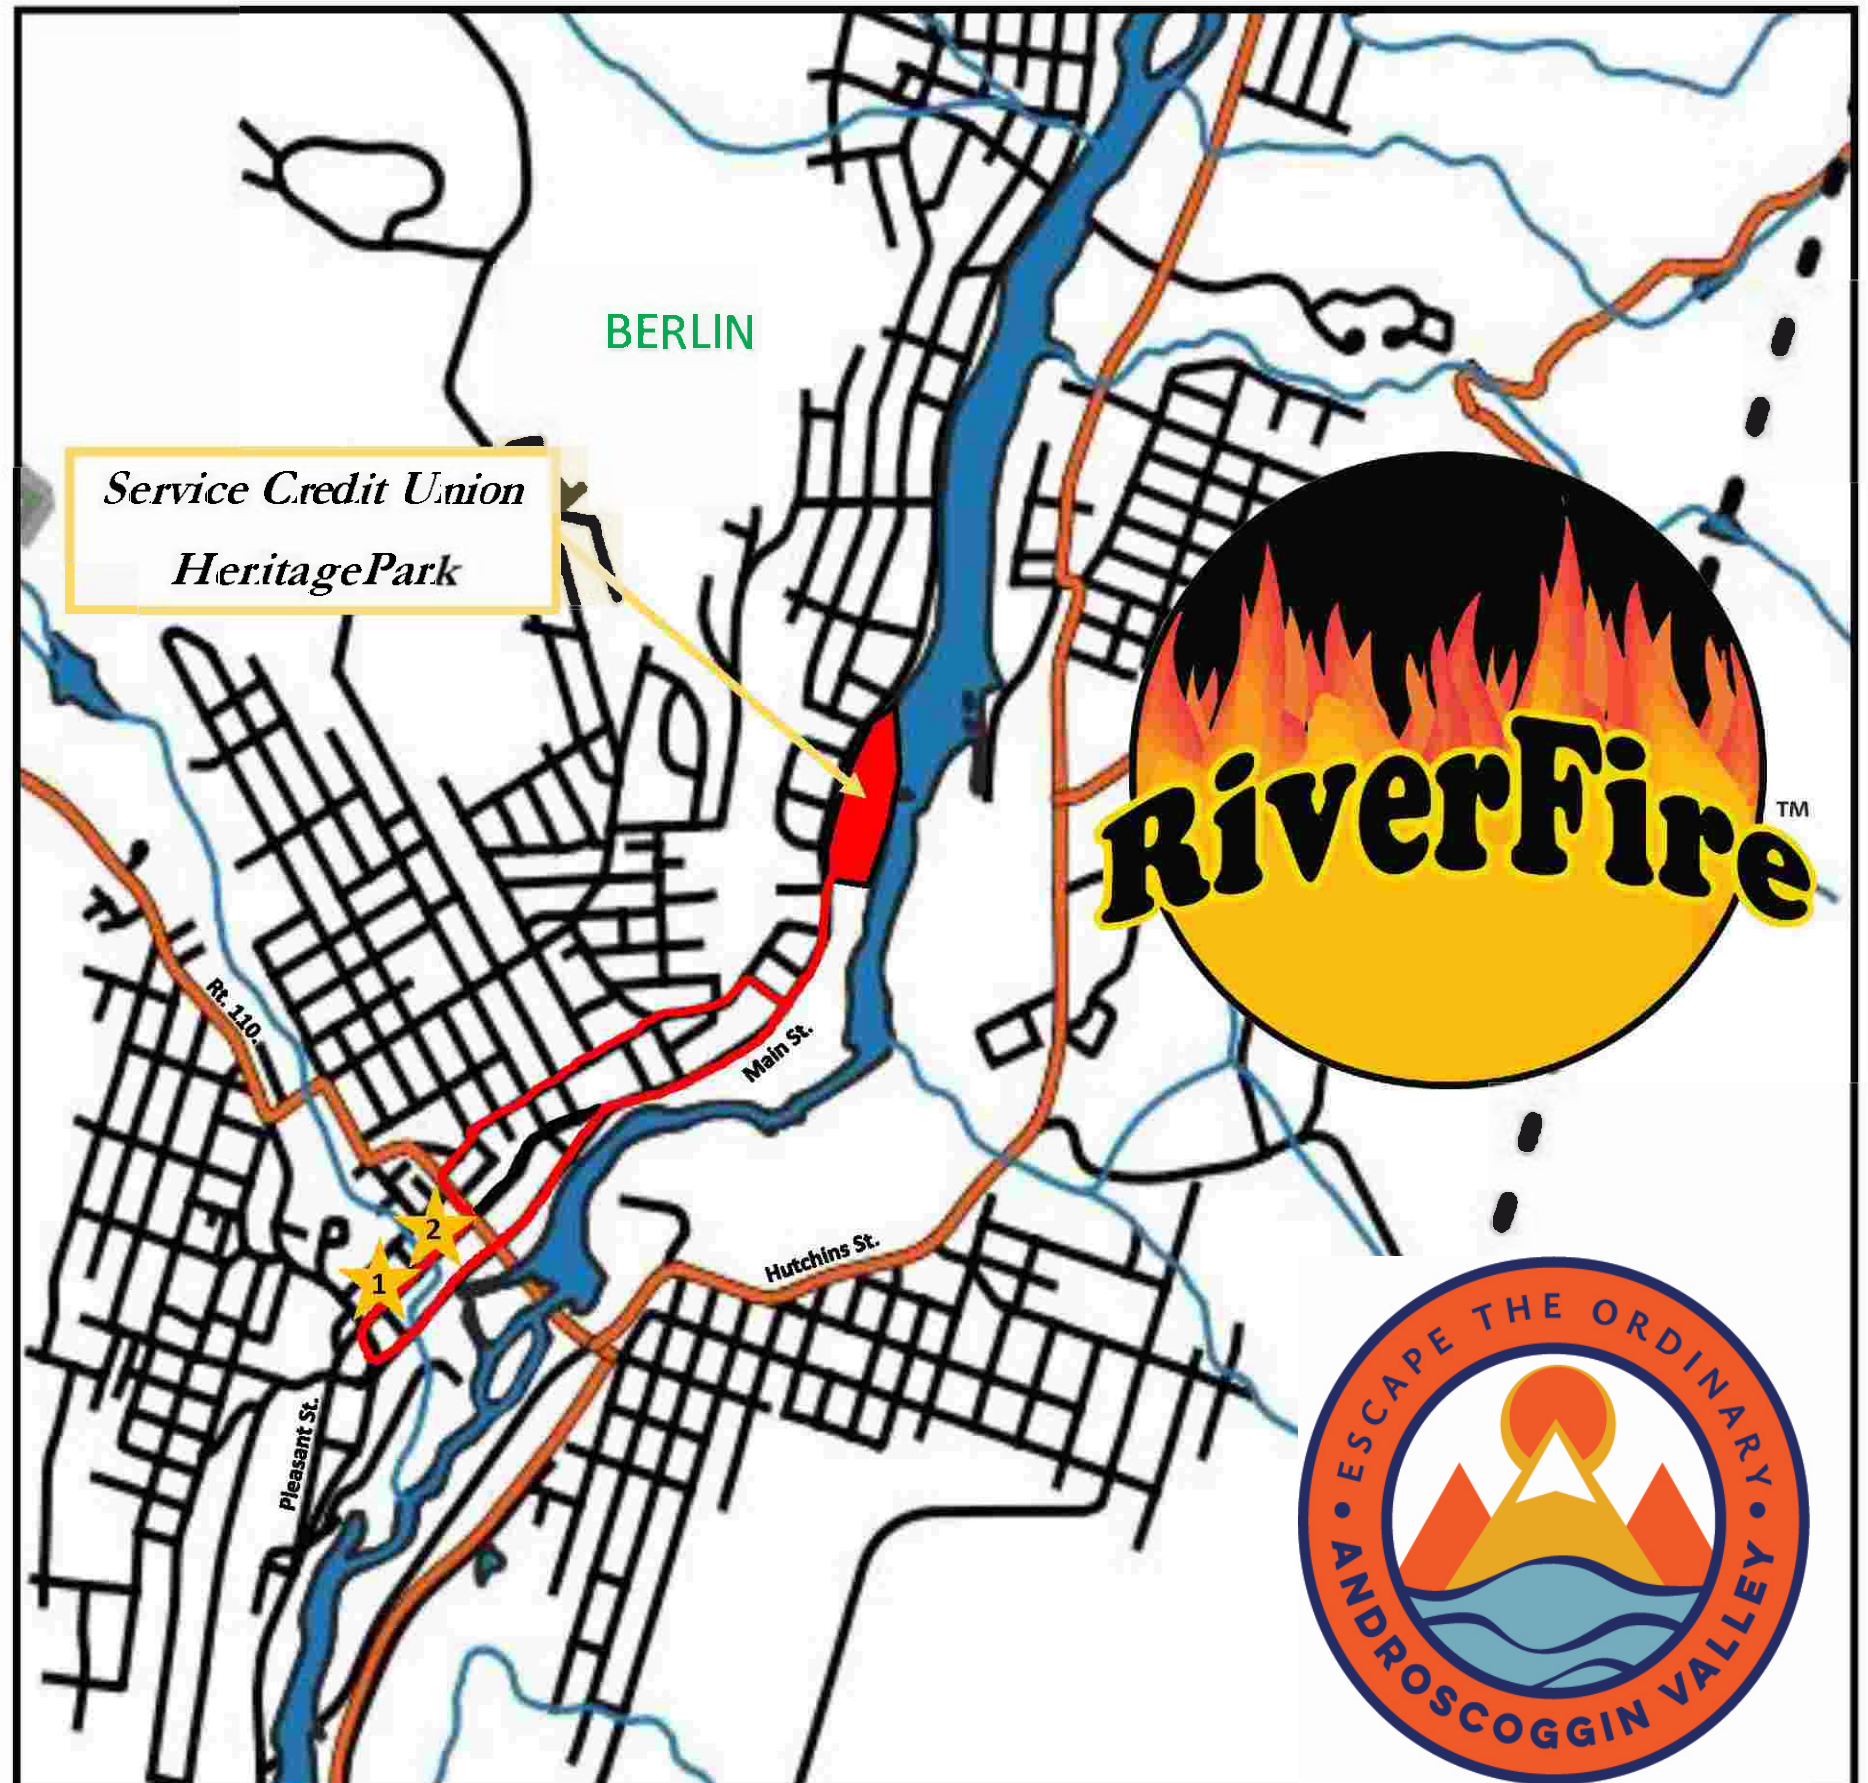 BERLIN
Service Credit Union
HeritagePark
RiverFire
TM
Rt. 110.
Main St.
2
1
Hutchins St.
Pleasant St.
• ESCAPE THE ORDINARY •
ANDROSCOGGIN VALLEY